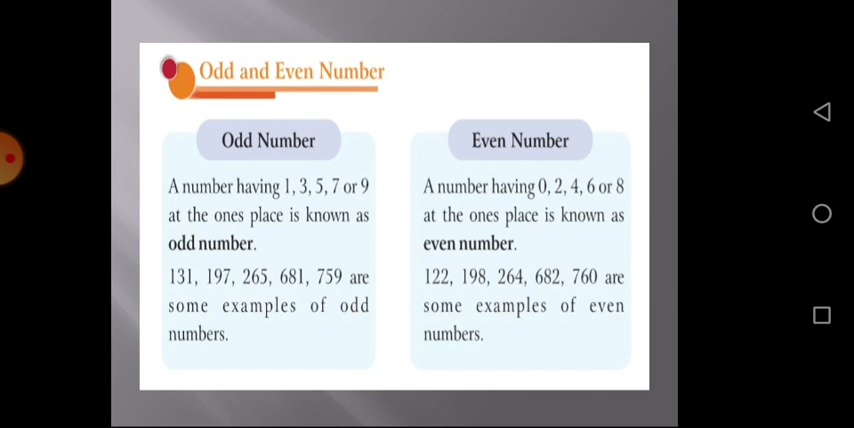 Odd and Even Number
Odd Number
A number having 1, 3, 5, 7 or 9
at the ones place is known as
odd number.
131, 197, 265, 681, 759 are
some examples of odd
numbers.
Even Number
A number having 0, 2, 4, 6 or 8
at the ones place is known as
even number.
122, 198, 264, 682, 760 are
some examples of even
numbers.